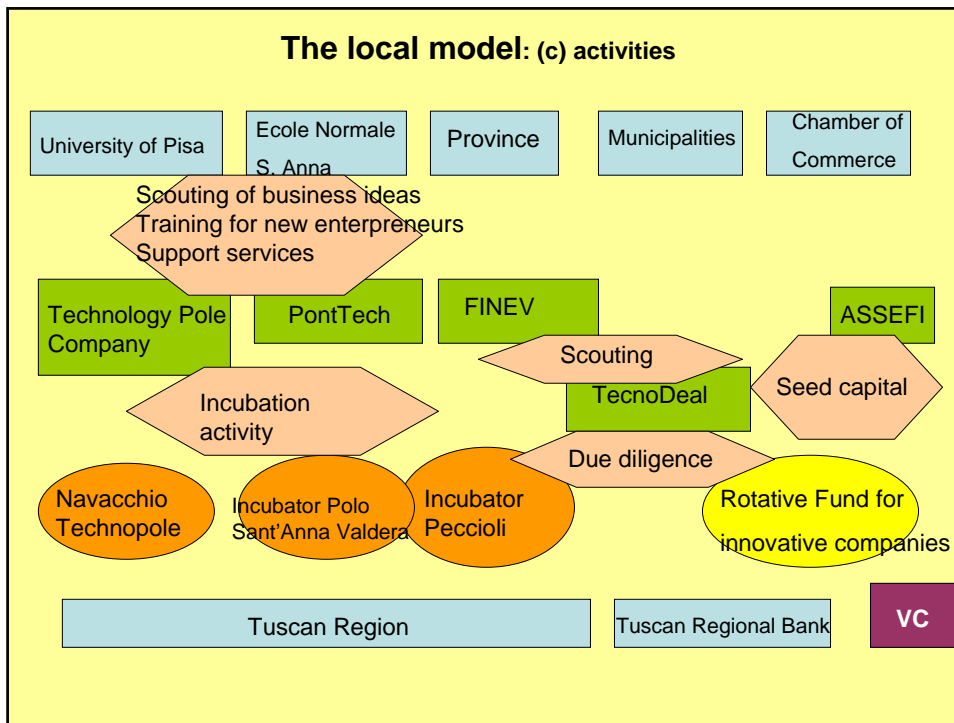 The local model: (c) activities
University of Pisa
Ecole Normale
S. Anna
Province
Municipalities
Chamber of
Commerce
Scouting of business ideas
Training for new enterpreneurs
Support services
Technology Pole
Company
PontTech
FINEV
ASSEFI
Scouting
TecnoDeal
Seed capital
Incubation
activity
Due diligence
Navacchio
Technopole
Incubator Polo
Sant'Anna Valdera
Incubator
Peccioli
Rotative Fund for
innovative companies
Tuscan Region
Tuscan Regional Bank
VC